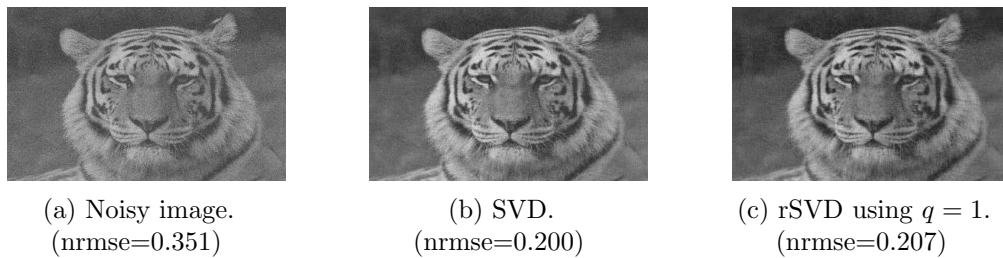 (a) Noisy image.
(nrmse=0.351)
(b) SVD.
(nrmse=0.200)
(c) rSVD using q = 1.
(nrmse=0.207)